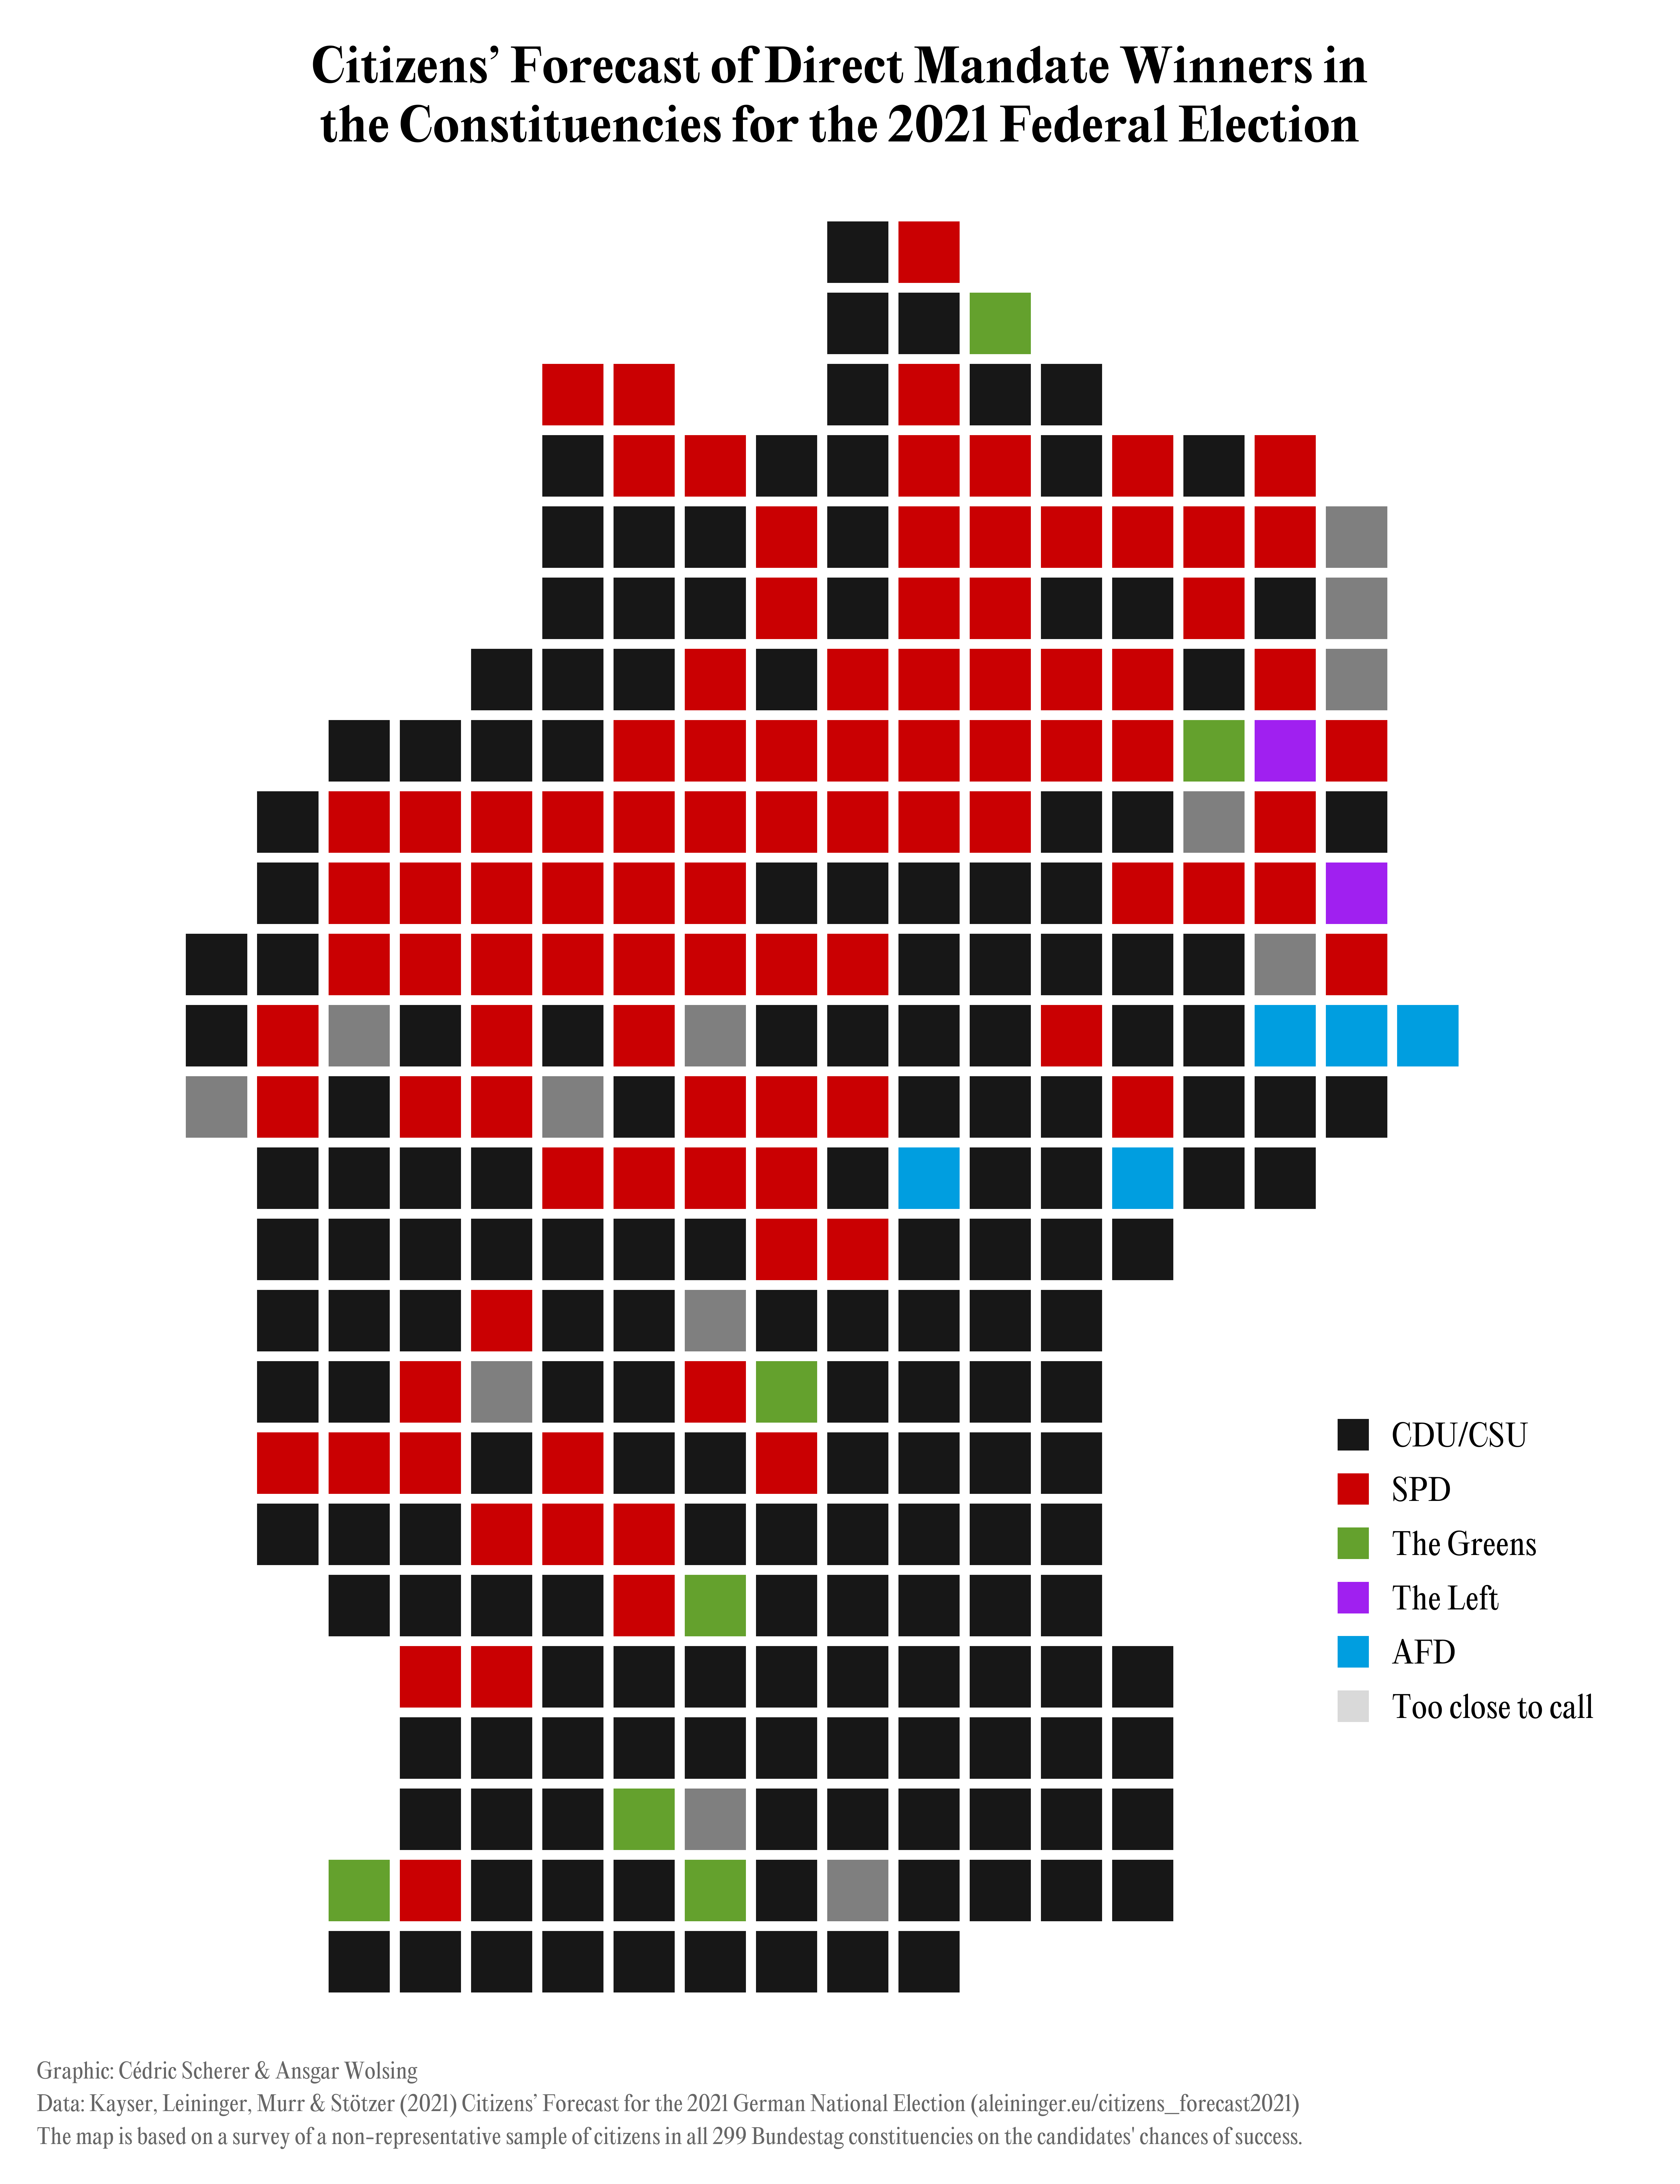 Citizens’ Forecast of Direct Mandate Winners in
the Constituencies for the 2021 Federal Election
CDU/CSU
SPD
The Greens
The Left
AFD
Too close to call
Graphic: Cédric Scherer & Ansgar Wolsing
Data: Kayser, Leininger, Murr & Stötzer (2021) Citizens’ Forecast for the 2021 German National Election (aleininger.eu/citizens_forecast2021)
The map is based on a survey of a non-representative sample of citizens in all 299 Bundestag constituencies on the candidates' chances of success.